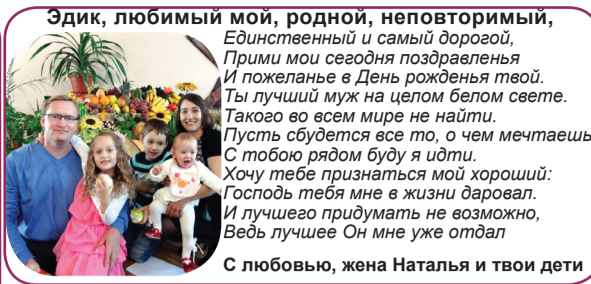 Эдик, любимый мой, родной, неповторимый,
Единственный и самый дорогой,
Прими мои сегодня поздравленья
И пожеланье в День рожденья твой.
Ты лучший муж на целом белом свете.
Такого во всем мире не найти.
Пусть сбудется все то, о чем мечтаешь
С тобою рядом буду я идти.
Хочу тебе признаться мой хороший:
Господь тебя мне в жизни даровал.
И лучшего придумать не возможно,
Ведь лучшее Он мне уже отдал
С любовью, жена Наталья и твои дети